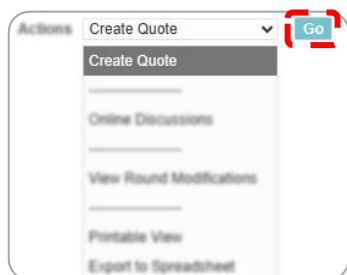 Actions Create Quote Go
Create Quote
Online Discussions
View Round Modifications
Printable View
Export to Spreadsheet